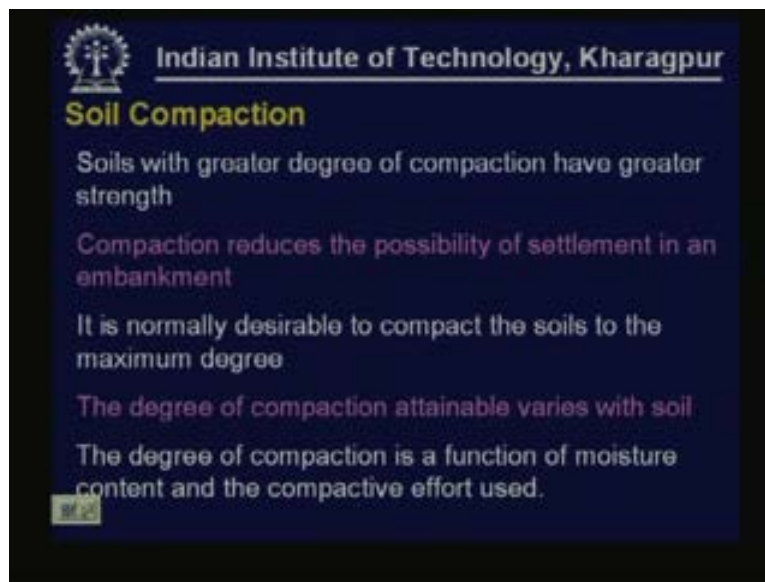 Indian Institute of Technology, Kharagpur
Soil Compaction
Soils with greater degree of compaction have greater
strength
Compaction reduces the possibility of settlement in an
embankment
It is normally desirable to compact the soils to the
maximum degree
The degree of compaction attainable varies with soil
The degree of compaction is a function of moisture
content and the compactive effort used.